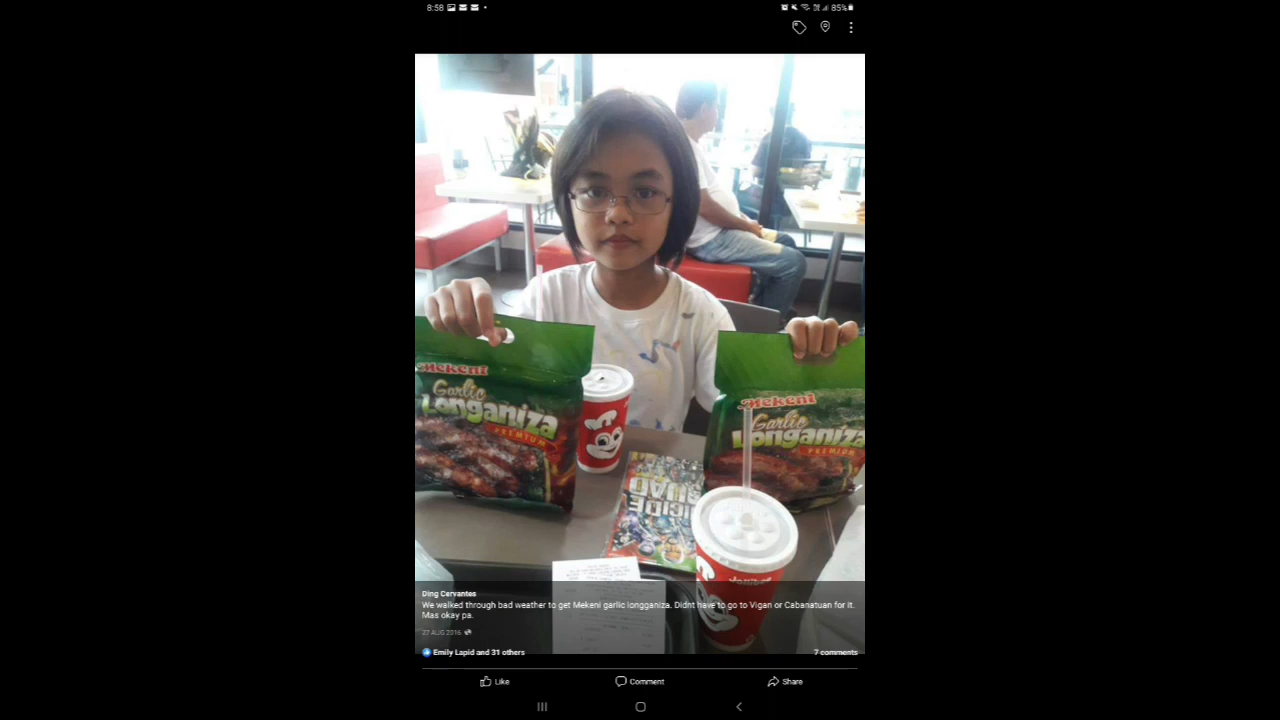 8:58
85%
Mekeni
Garlic
Longaniza
PREMIUM
Mekeni
Garlic
Longaniza
PREMIUM
SUICIDE
SQUAD
Jollibee
Ding Cervantes
We walked through bad weather to get Mekeni garlic longganiza. Didnt have to go to Vigan or Cabanatuan for it.
Mas okay pa.
27 AUG 2016
Emily Lapid and 31 others
7 comments
Like
Comment
Share